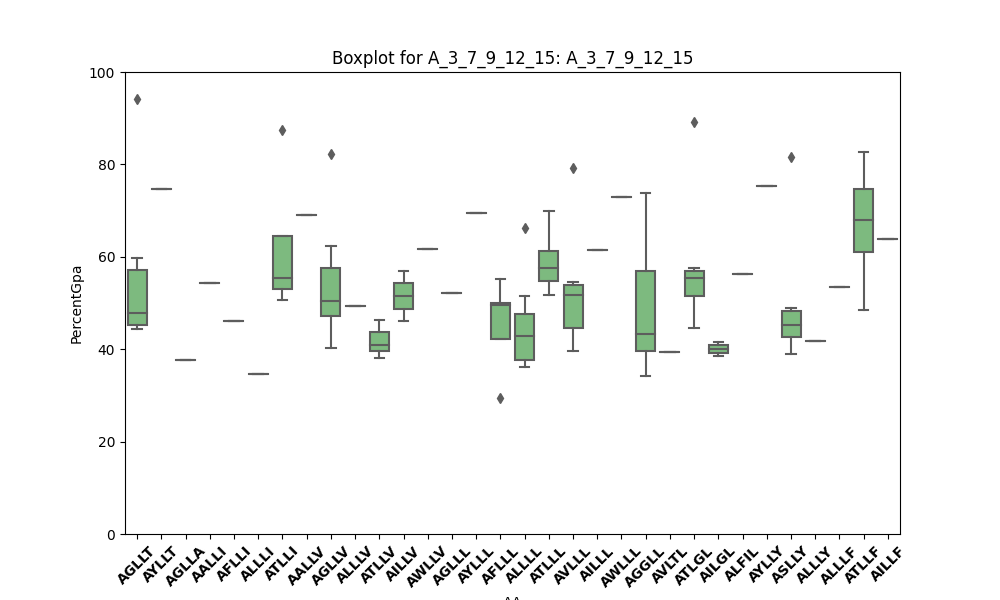 Boxplot for A_3_7_9_12_15: A_3_7_9_12_15
PercentGpa
100
80
60
40
20
0
AGLLT AYLLT AGLLA AALLI AFLLI ALLLI ATLLI AALLV AGLLV ALLLV ATLLV AILLV AWLLV AGLLL AYLLL AFLLL ALLLL ATLLL AVLLL AILLL AWLLL AGGLL AVLTL ATLGL AILGL ALFIL AYLLY ASLLY ALLLY ALLLF ATLLF AILLF